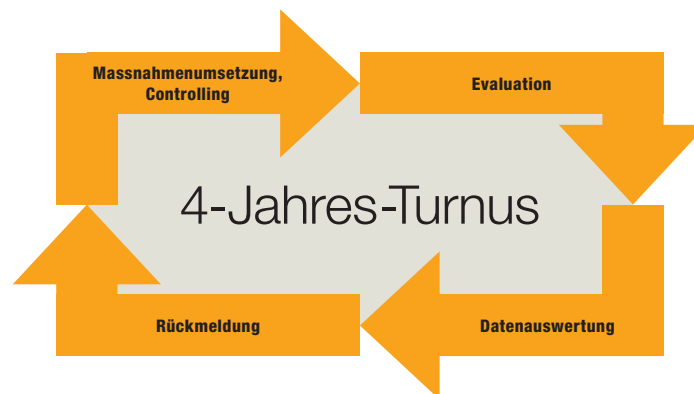 Massnahmenumsetzung,
Controlling
Evaluation
4-Jahres-Turnus
Rückmeldung
Datenauswertung